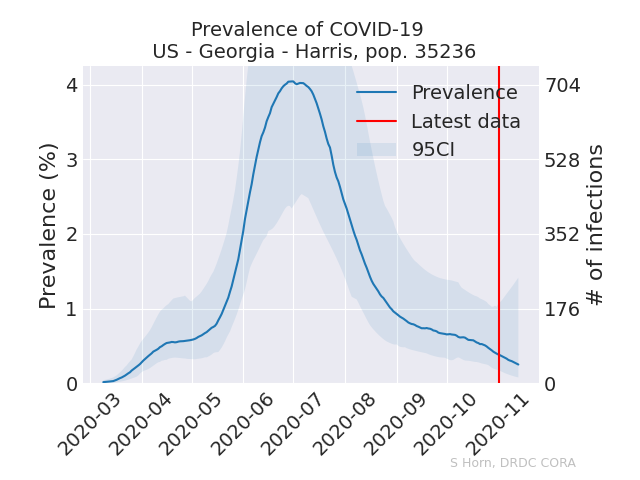 Prevalence of COVID-19
US - Georgia - Harris, pop. 35236
Prevalence
Latest data
95CI
Prevalence (%)
4
3
2
1
0
# of infections
704
528
352
176
0
2020-03
2020-04
2020-05
2020-06
2020-07
2020-08
2020-09
2020-10
2020-11
S Horn, DRDC CORA